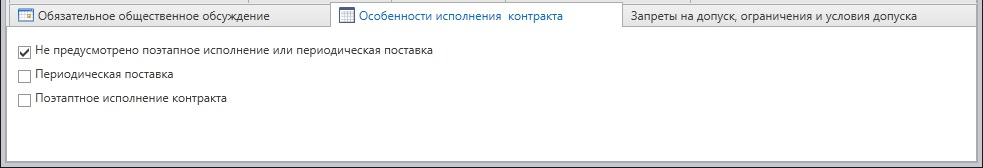 Обязательное общественное обсуждение Особенности исполнения контракта Запреты на допуск, ограничения и условия допуска
Не предусмотрено поэтапное исполнение или периодическая поставка
Периодическая поставка
Поэтаптное исполнение контракта